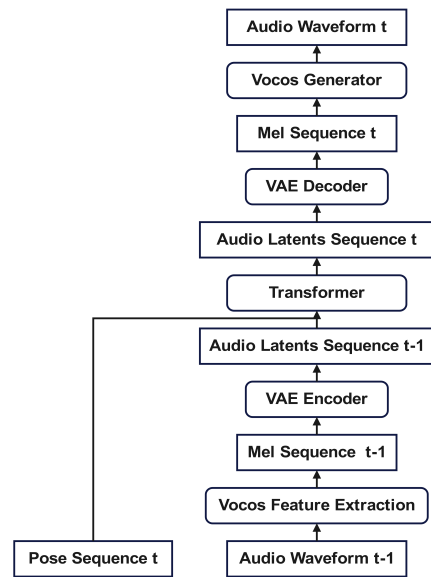 Audio Waveform t
Vocos Generator
Mel Sequence t
VAE Decoder
Audio Latents Sequence t
Transformer
Audio Latents Sequence t-1
VAE Encoder
Mel Sequence t-1
Vocos Feature Extraction
Pose Sequence t
Audio Waveform t-1